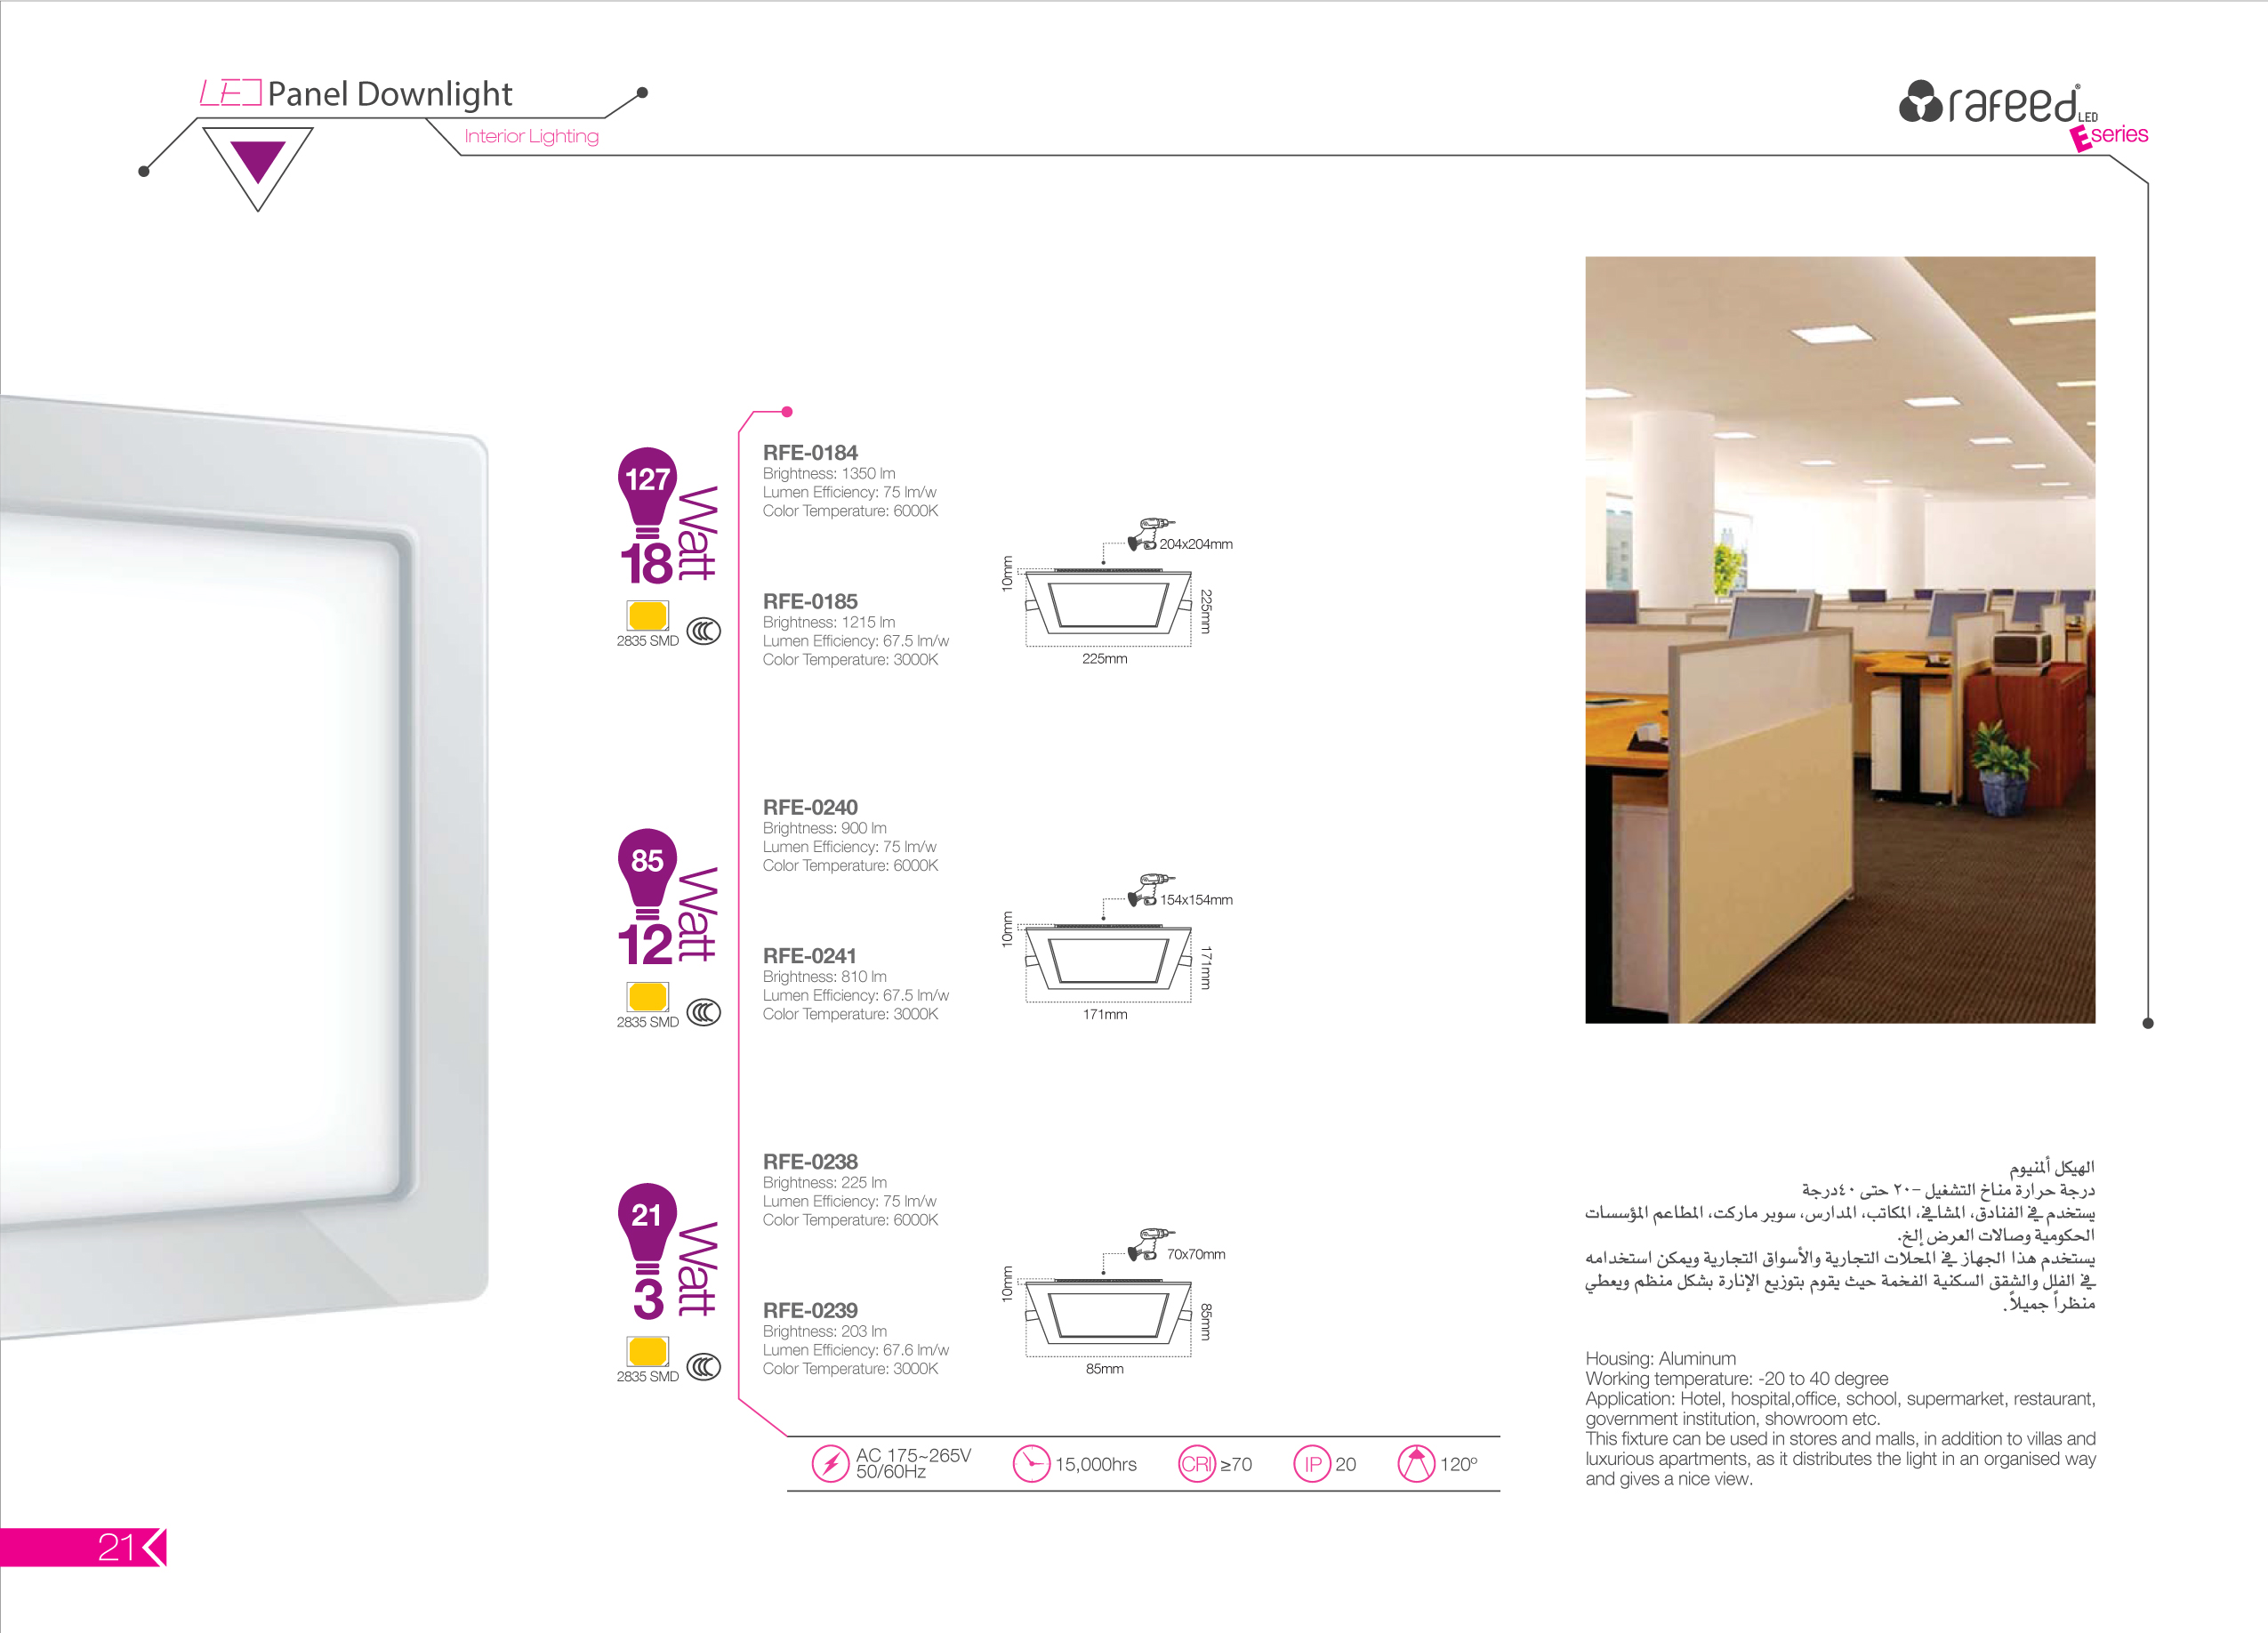 LED Panel Downlight
Interior Lighting
rafeed®
LED
E series
127
18
Watt
2835 SMD
RFE-0184
Brightness: 1350 lm
Lumen Efficiency: 75 lm/w
Color Temperature: 6000K
RFE-0185
Brightness: 1215 lm
Lumen Efficiency: 67.5 lm/w
Color Temperature: 3000K
204x204mm
10mm
225mm
225mm
85
12
Watt
2835 SMD
RFE-0240
Brightness: 900 lm
Lumen Efficiency: 75 lm/w
Color Temperature: 6000K
RFE-0241
Brightness: 810 lm
Lumen Efficiency: 67.5 lm/w
Color Temperature: 3000K
154x154mm
10mm
171mm
171mm
21
3
Watt
2835 SMD
RFE-0238
Brightness: 225 lm
Lumen Efficiency: 75 lm/w
Color Temperature: 6000K
RFE-0239
Brightness: 203 lm
Lumen Efficiency: 67.6 lm/w
Color Temperature: 3000K
70x70mm
10mm
85mm
85mm
AC 175~265V
50/60Hz
15,000hrs
CRI ≥70
IP 20
120º
الهيكل ألمنيوم
درجة حرارة مناخ التشغيل -٢٠ حتى ٤٠درجة
يستخدم في الفنادق، المشافي، المكاتب، المدارس، سوبر ماركت، المطاعم المؤسسات
الحكومية وصالات العرض إلخ.
يستخدم هذا الجهاز في المحلات التجارية والأسواق التجارية ويمكن استخدامه
في الفلل والشقق السكنية الفخمة حيث يقوم بتوزيع الإنارة بشكل منظم ويعطي
منظراً جميلاً.
Housing: Aluminum
Working temperature: -20 to 40 degree
Application: Hotel, hospital,office, school, supermarket, restaurant,
government institution, showroom etc.
This fixture can be used in stores and malls, in addition to villas and
luxurious apartments, as it distributes the light in an organised way
and gives a nice view.
21